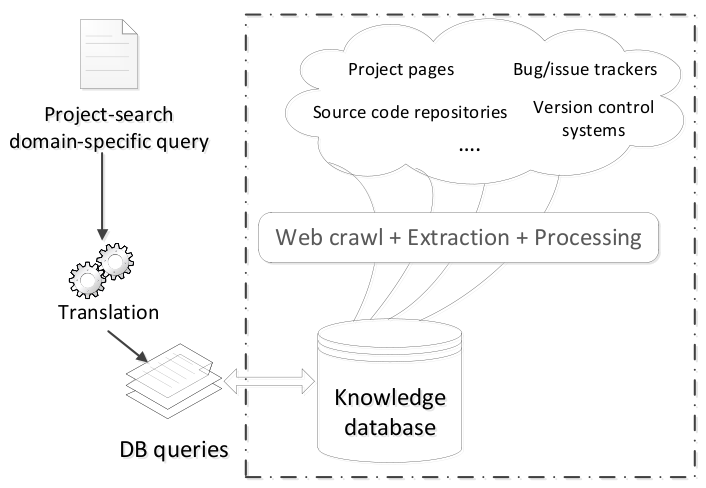 Project-search
domain-specific query
Translation
DB queries
Project pages
Bug/issue trackers
Source code repositories
Version control
systems
....
Web crawl + Extraction + Processing
Knowledge
database